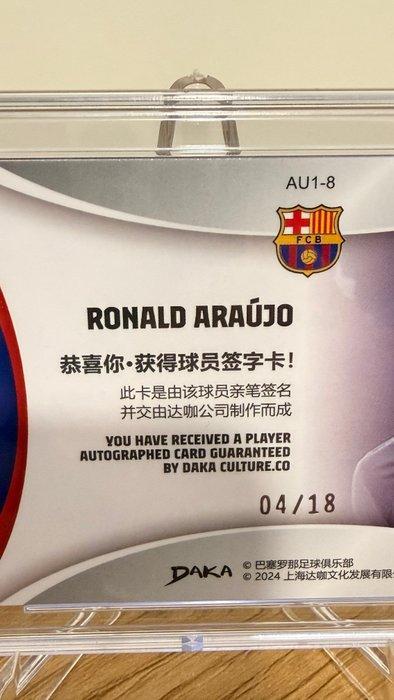 AU1-8
FCB
RONALD ARAÚJO
恭喜你·获得球员签字卡!
此卡是由该球员亲笔签名
并交由达咖公司制作而成
YOU HAVE RECEIVED A PLAYER
AUTOGRAPHED CARD GUARANTEED
BY DAKA CULTURE.CO
04/18
DAKA
© 巴塞罗那足球俱乐部
© 2024 上海达咖文化发展有限